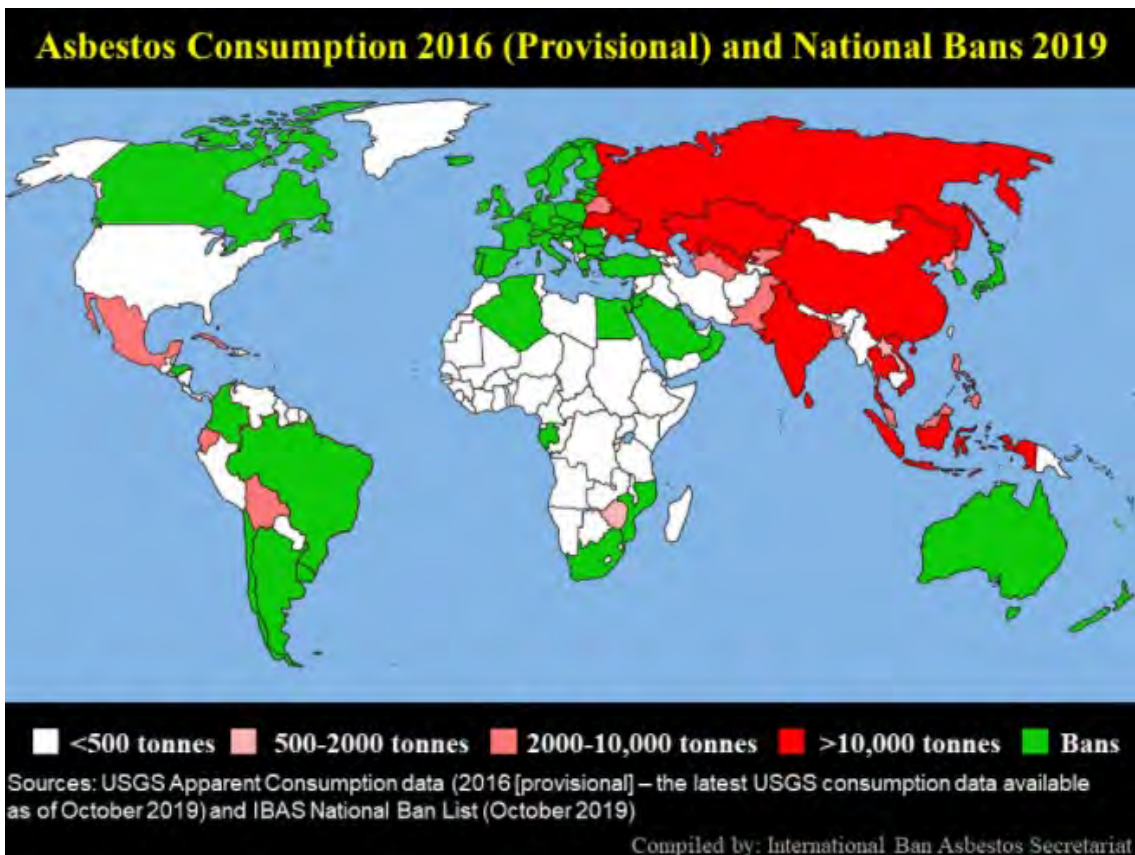 Asbestos Consumption 2016 (Provisional) and National Bans 2019
<500 tonnes 500-2000 tonnes 2000-10,000 tonnes >10,000 tonnes Bans
Sources: USGS Apparent Consumption data (2016 [provisional] – the latest USGS consumption data available
as of October 2019) and IBAS National Ban List (October 2019)
Compiled by: International Ban Asbestos Secretariat